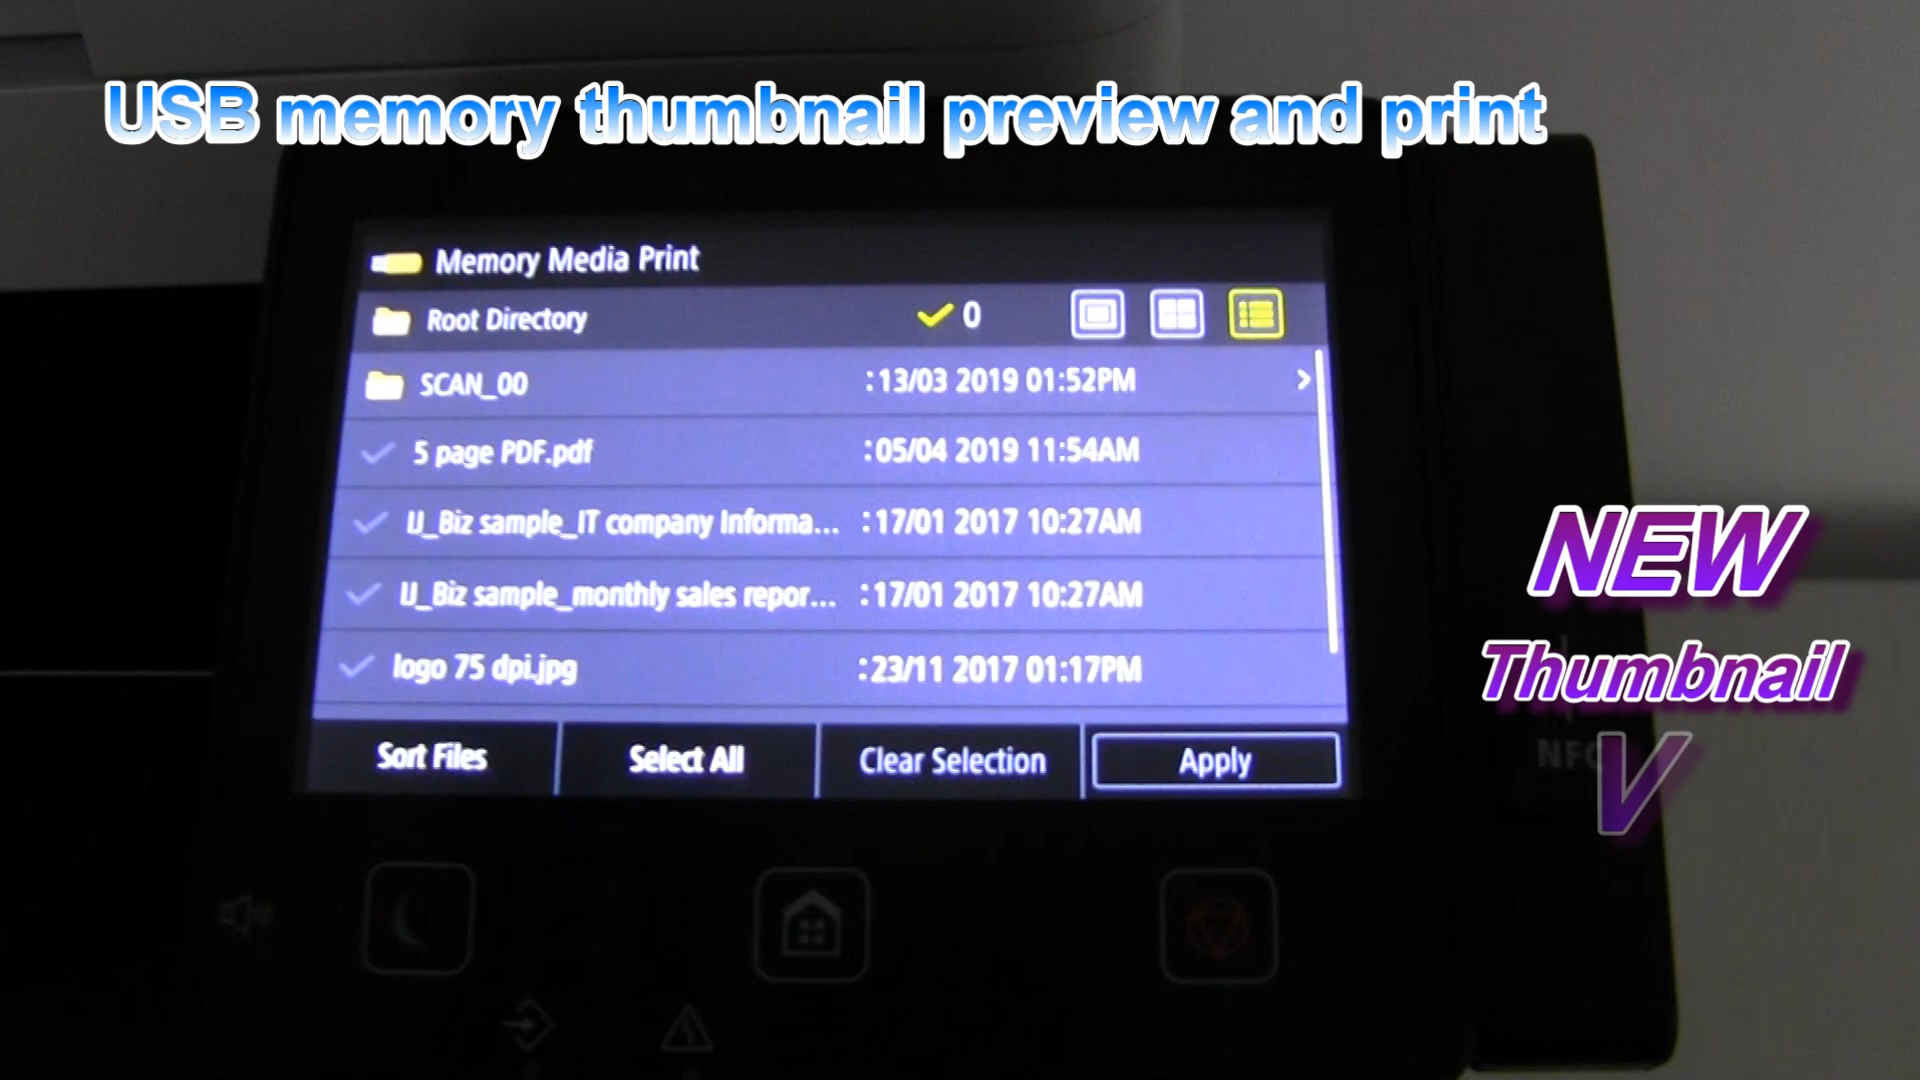 USB memory thumbnail preview and print
Memory Media Print
Root Directory
0
SCAN_00 :13/03 2019 01:52PM
5 page PDF.pdf :05/04 2019 11:54AM
IJ_Biz sample_IT company Informa... :17/01 2017 10:27AM
IJ_Biz sample_monthly sales repor... :17/01 2017 10:27AM
logo 75 dpi.jpg :23/11 2017 01:17PM
Sort Files Select All Clear Selection Apply
NEW
Thumbnail
V
NFC